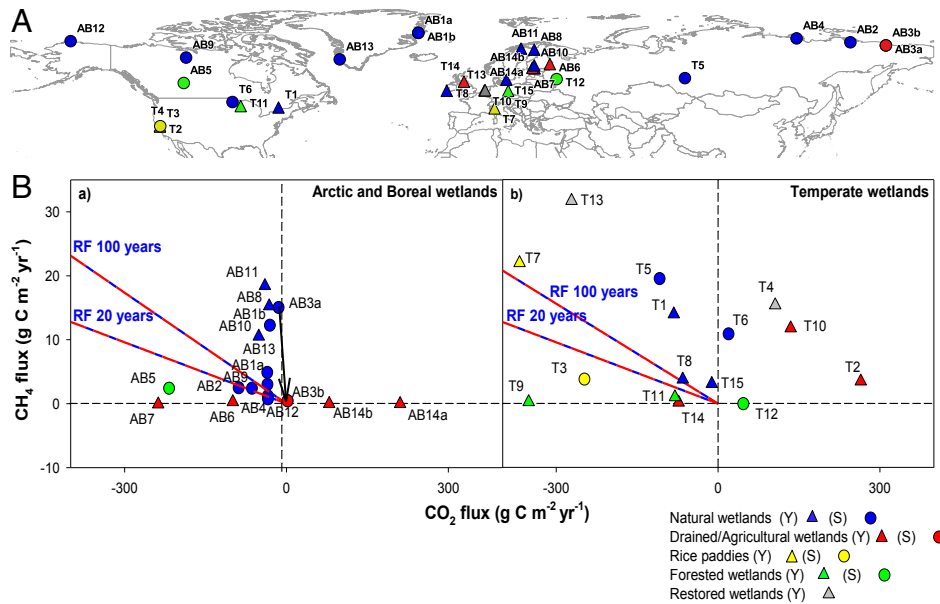 A
AB12
AB9
AB5
T6
T11
T1
T4
T3
T2
AB1a
AB1b
AB13
AB11
AB8
AB10
AB14b
AB14a
AB6
AB7
T12
T14
T13
T8
T15
T10
T9
T7
T5
AB4
AB2
AB3b
AB3a
B
a)
Arctic and Boreal wetlands
b)
Temperate wetlands
CH4 flux (g C m-2 yr-1)
30
20
10
0
-10
RF 100 years
RF 20 years
AB11
AB8
AB1b
AB3a
AB10
AB13
AB1a
AB9
AB2
AB5
AB7
AB6
AB4
AB12
AB3b
AB14b
AB14a
T13
T7
RF 100 years
RF 20 years
T5
T1
T4
T6
T10
T3
T8
T2
T9
T11
T15
T14
T12
-300
0
300
-300
0
300
CO2 flux (g C m-2 yr-1)
Natural wetlands (Y) (S)
Drained/Agricultural wetlands (Y) (S)
Rice paddies (Y) (S)
Forested wetlands (Y) (S)
Restored wetlands (Y)